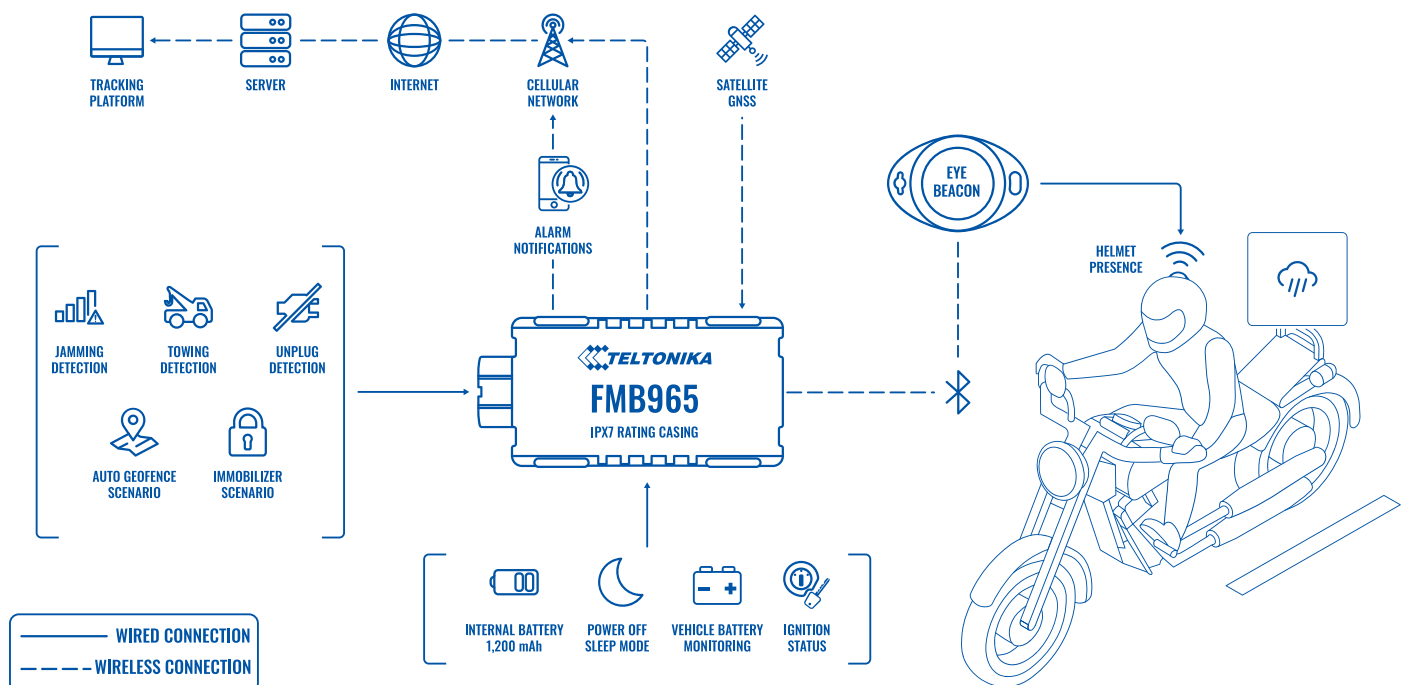 TRACKING
PLATFORM
SERVER
INTERNET
CELLULAR
NETWORK
SATELLITE
GNSS
EYE
BEACON
ALARM
NOTIFICATIONS
HELMET
PRESENCE
JAMMING
DETECTION
TOWING
DETECTION
UNPLUG
DETECTION
AUTO GEOFENCE
SCENARIO
IMMOBILIZER
SCENARIO
TELTONIKA
FMB965
IPX7 RATING CASING
INTERNAL BATTERY
1,200 mAh
POWER OFF
SLEEP MODE
VEHICLE BATTERY
MONITORING
IGNITION
STATUS
WIRED CONNECTION
WIRELESS CONNECTION